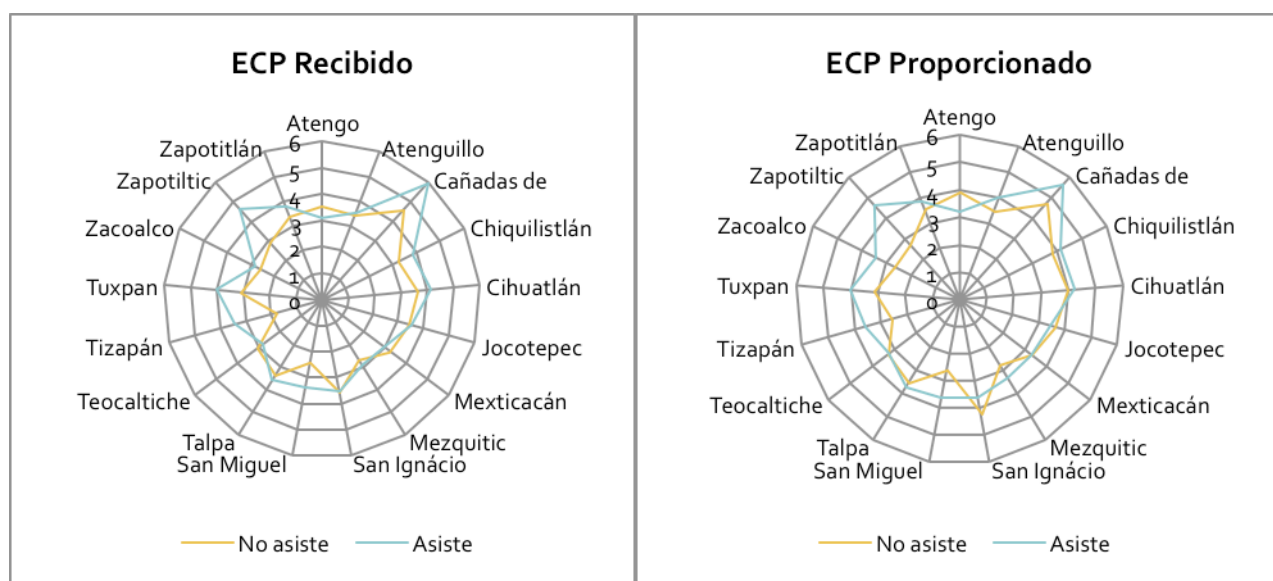 ECP Recibido
Atengo
Atenguillo
Cañadas de
Chiquilistlán
Cihuatlán
Jocotepec
Mexticacán
Mezquitic
San Ignácio
San Miguel
Talpa
Teocaltiche
Tizapán
Tuxpan
Zacoalco
Zapotiltic
Zapotitlán
6
5
4
3
2
1
0
No asiste
Asiste
ECP Proporcionado
Atengo
Atenguillo
Cañadas de
Chiquilistlán
Cihuatlán
Jocotepec
Mexticacán
Mezquitic
San Ignácio
San Miguel
Talpa
Teocaltiche
Tizapán
Tuxpan
Zacoalco
Zapotiltic
Zapotitlán
6
5
4
3
2
1
0
No asiste
Asiste